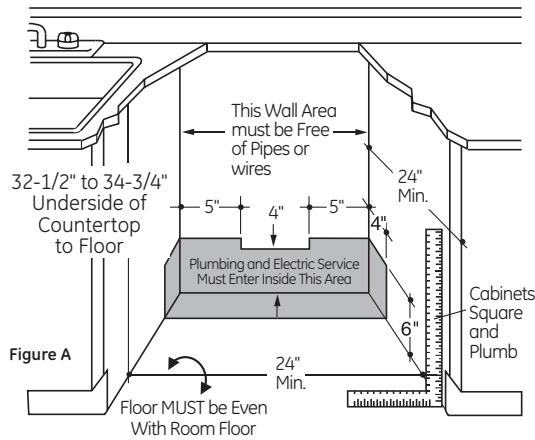 This Wall Area
must be Free
of Pipes or
wires
32-1/2" to 34-3/4"
Underside of
Countertop
to Floor
24"
Min.
5"
4"
5"
4"
Plumbing and Electric Service
Must Enter Inside This Area
Cabinets
Square
and
Plumb
6"
Figure A
24"
Min.
Floor MUST be Even
With Room Floor